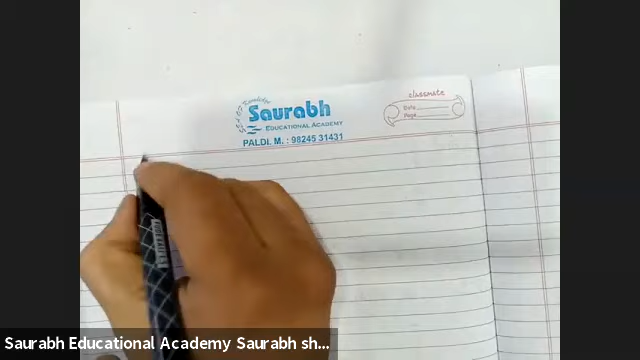 classmate
Saurabh
Date
Page
EDUCATIONAL ACADEMY
PALDI. M. : 98245 31431
Saurabh Educational Academy Saurabh sh...